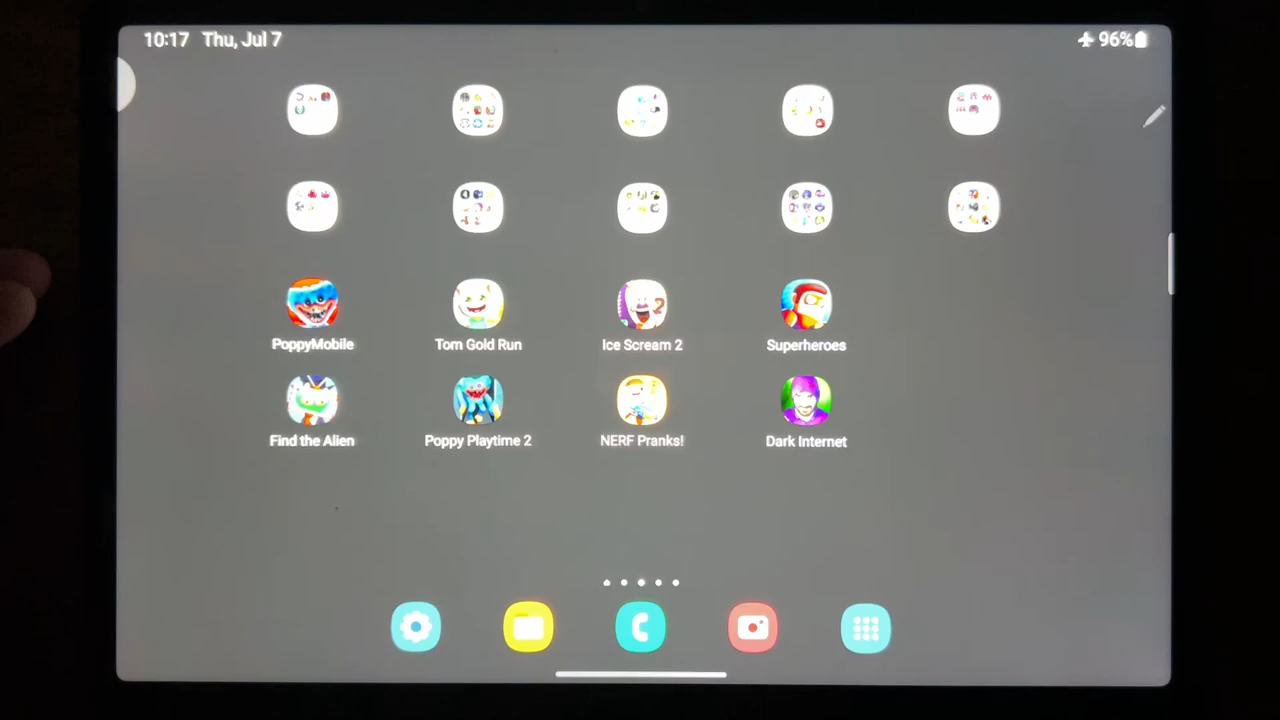 10:17 Thu, Jul 7
96%
PoppyMobile
Tom Gold Run
Ice Scream 2
Superheroes
Find the Alien
Poppy Playtime 2
NERF Pranks!
Dark Internet